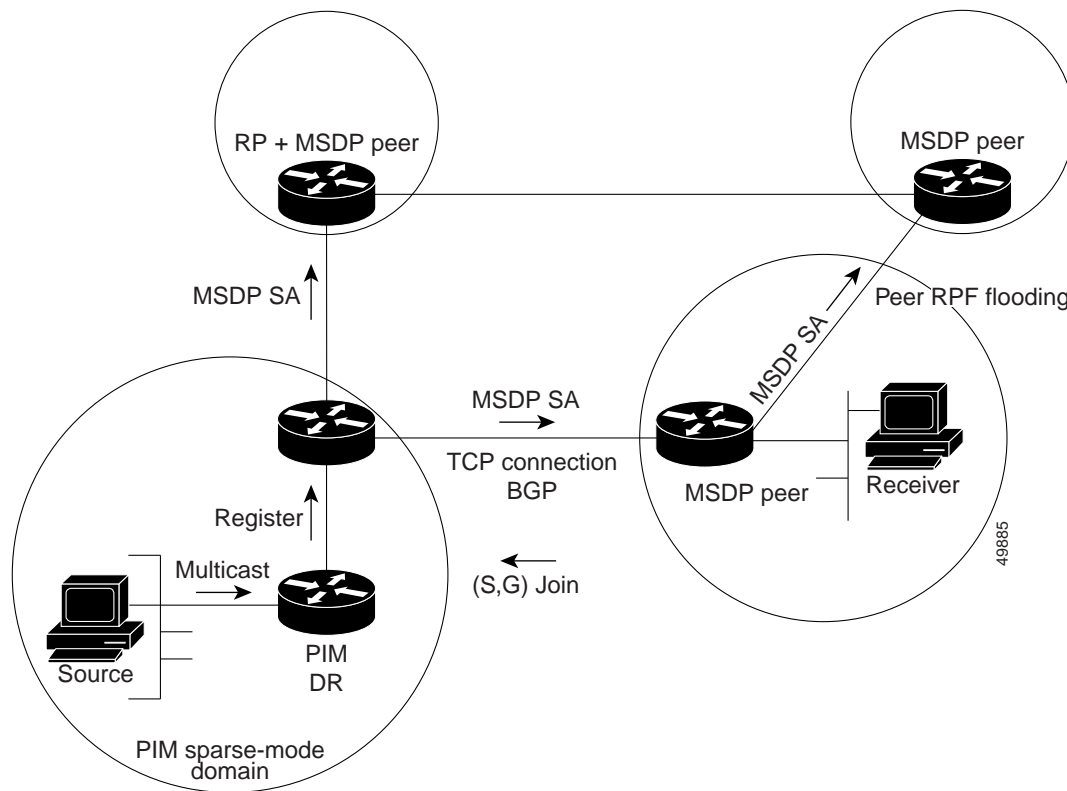 RP + MSDP peer
MSDP peer
MSDP SA
Peer RPF flooding
MSDP SA
MSDP SA
TCP connection
BGP
MSDP peer
Receiver
Register
49885
Multicast
(S,G) Join
Source
PIM
DR
PIM sparse-mode
domain